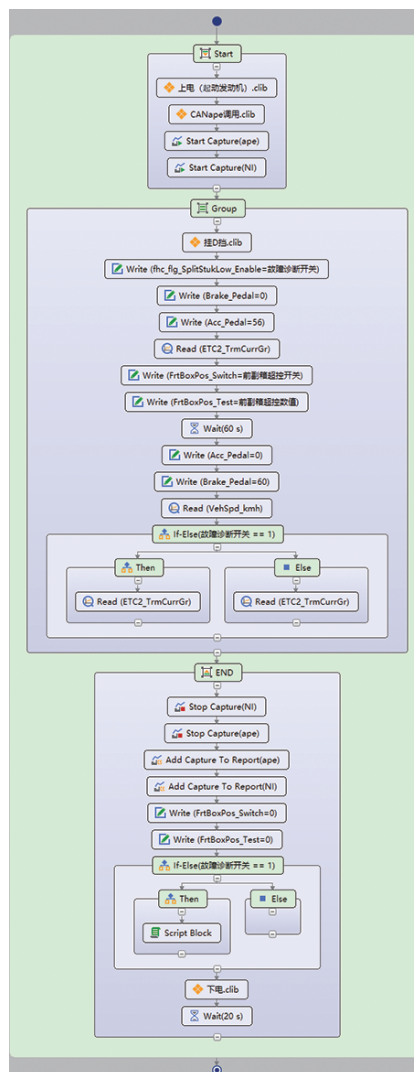 Start
上电（起动发动机）.clib
CANape调用.clib
Start Capture(ape)
Start Capture(NI)
Group
挂D挡.clib
Write (fhc_flg_SplitStukLow_Enable=故障诊断开关)
Write (Brake_Pedal=0)
Write (Acc_Pedal=56)
Read (ETC2_TrmCurrGr)
Write (FrtBoxPos_Switch=前副箱超控开关)
Write (FrtBoxPos_Test=前副箱超控数值)
Wait(60 s)
Write (Acc_Pedal=0)
Write (Brake_Pedal=60)
Read (VehSpd_kmh)
If-Else(故障诊断开关 == 1)
Then
Else
Read (ETC2_TrmCurrGr)
Read (ETC2_TrmCurrGr)
END
Stop Capture(NI)
Stop Capture(ape)
Add Capture To Report(ape)
Add Capture To Report(NI)
Write (FrtBoxPos_Switch=0)
Write (FrtBoxPos_Test=0)
If-Else(故障诊断开关 == 1)
Then
Else
Script Block
下电.clib
Wait(20 s)